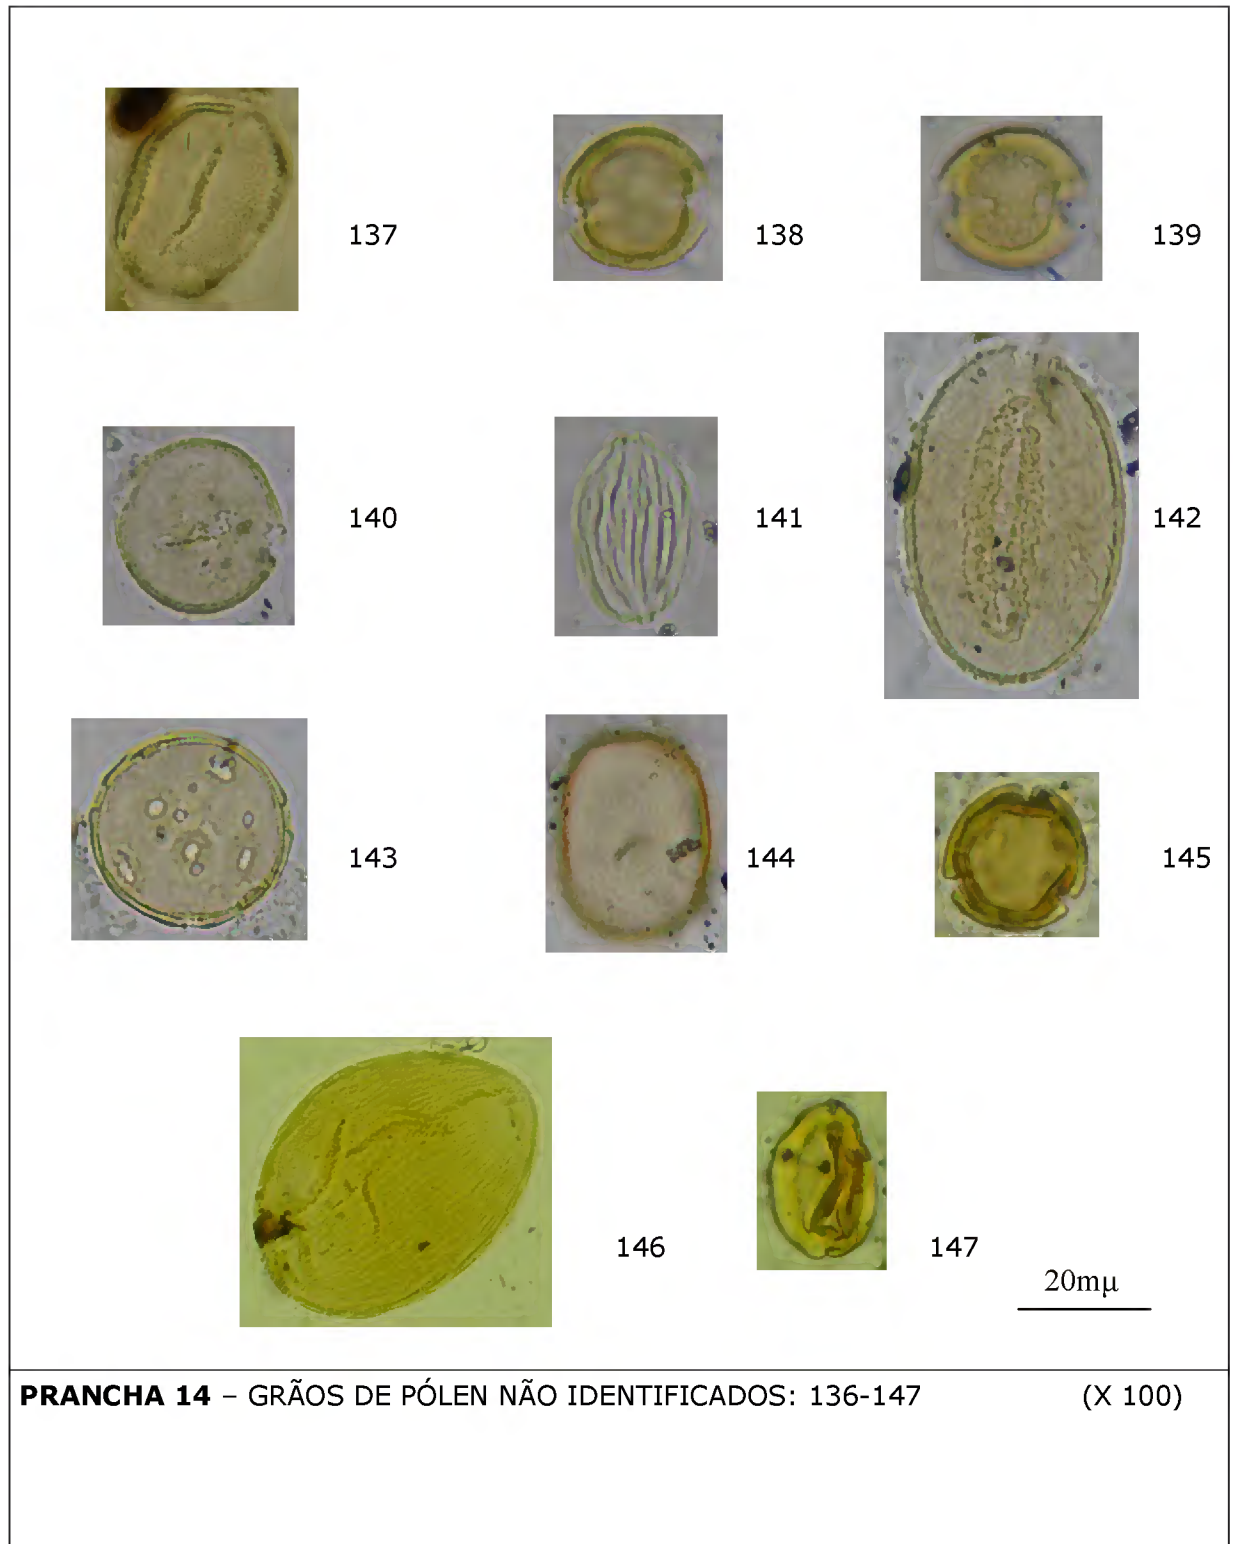 137 138 139
140 141 142
143 144 145
146 147
20mµ
PRANCHA 14 – GRÃOS DE PÓLEN NÃO IDENTIFICADOS: 136-147 (X 100)